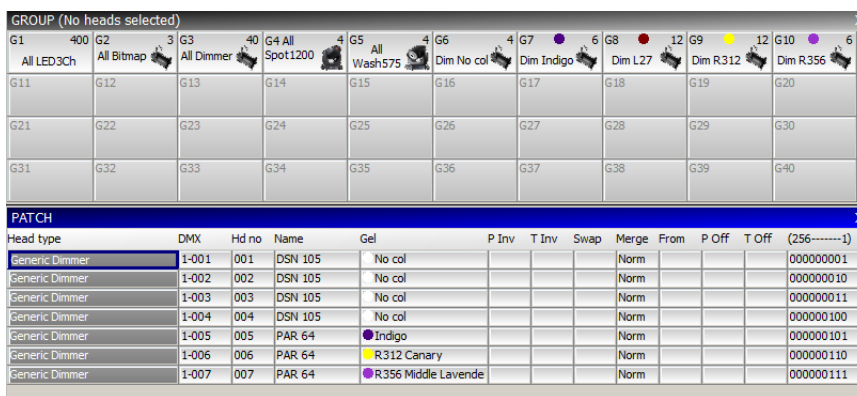 GROUP (No heads selected)
G1 400 G2 3 G3 40 G4 All 4 G5 4 G6 4 G7 6 G8 12 G9 12 G10 6
All LED3Ch All Bitmap All Dimmer Spot1200 All Wash575 Dim No col Dim Indigo Dim L27 Dim R312 Dim R356
G11 G12 G13 G14 G15 G16 G17 G18 G19 G20
G21 G22 G23 G24 G25 G26 G27 G28 G29 G30
G31 G32 G33 G34 G35 G36 G37 G38 G39 G40
PATCH
Head type DMX Hd no Name Gel P Inv T Inv Swap Merge From P Off T Off (256-------1)
Generic Dimmer 1-001 001 DSN 105 No col Norm 000000001
Generic Dimmer 1-002 002 DSN 105 No col Norm 000000010
Generic Dimmer 1-003 003 DSN 105 No col Norm 000000011
Generic Dimmer 1-004 004 DSN 105 No col Norm 000000100
Generic Dimmer 1-005 005 PAR 64 Indigo Norm 000000101
Generic Dimmer 1-006 006 PAR 64 R312 Canary Norm 000000110
Generic Dimmer 1-007 007 PAR 64 R356 Middle Lavende Norm 000000111